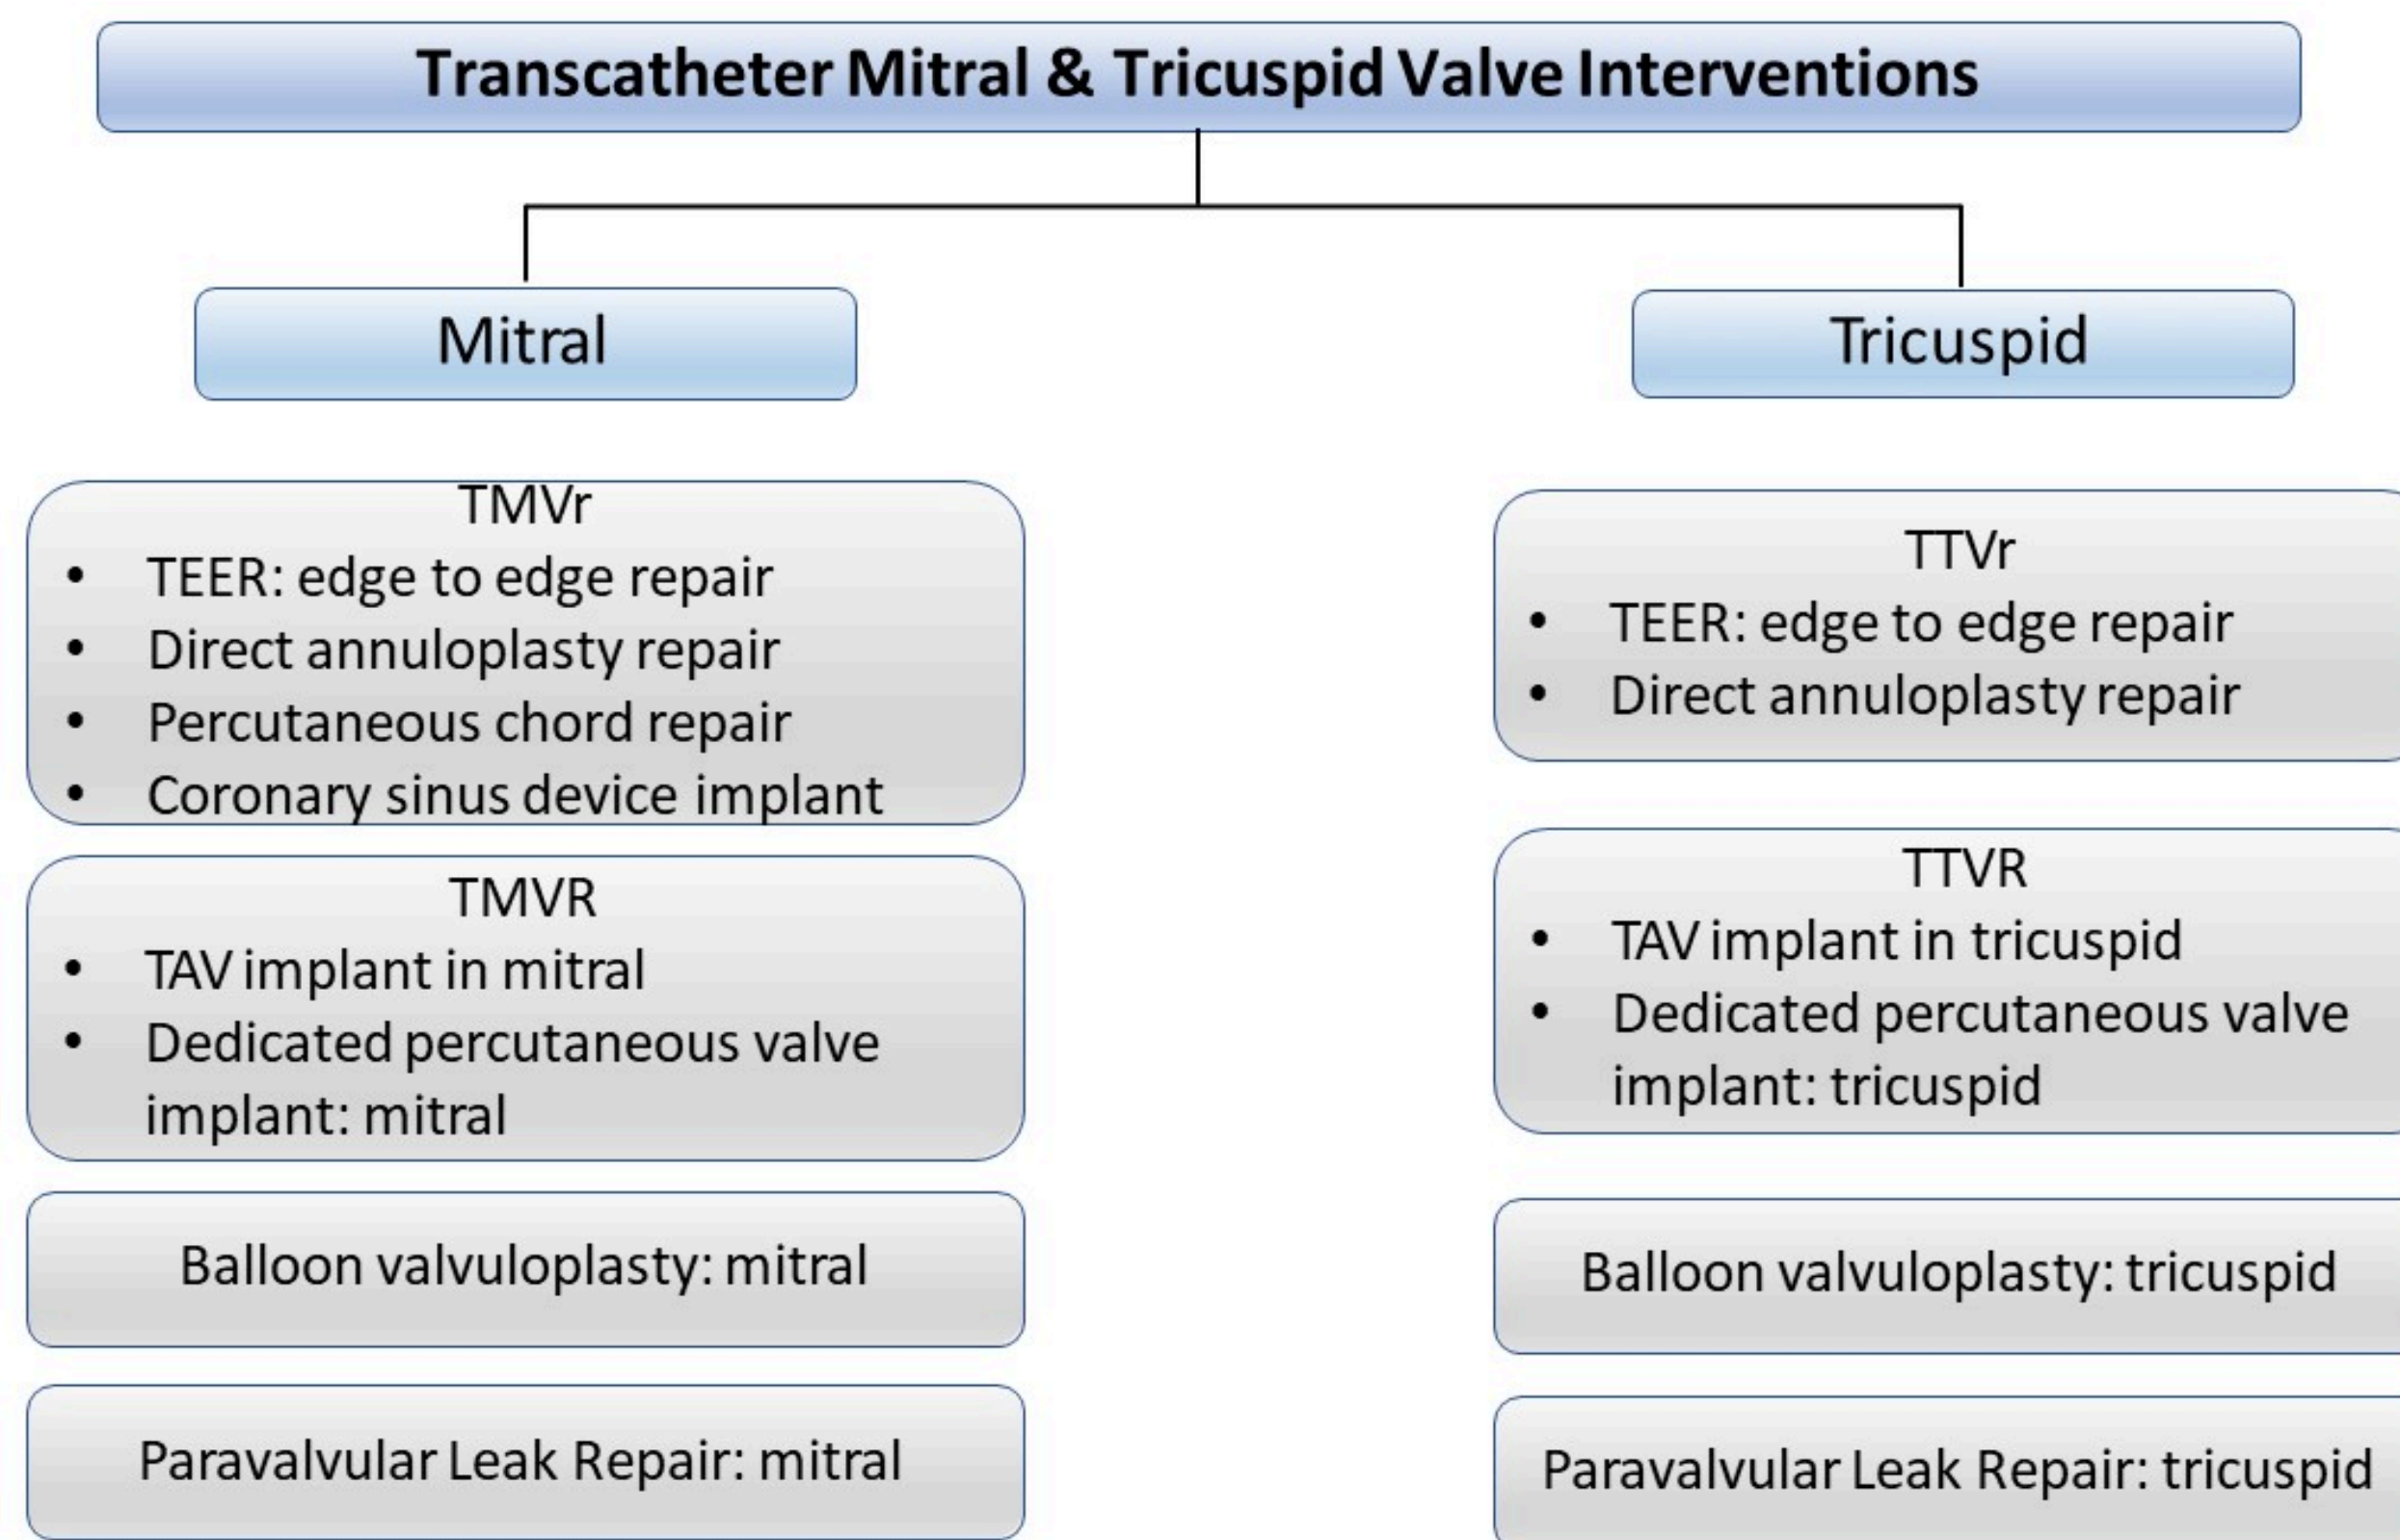 Transcatheter Mitral & Tricuspid Valve Interventions
Mitral
TMVr
• TEER: edge to edge repair
• Direct annuloplasty repair
• Percutaneous chord repair
• Coronary sinus device implant
TMVR
• TAV implant in mitral
• Dedicated percutaneous valve
implant: mitral
Balloon valvuloplasty: mitral
Paravalvular Leak Repair: mitral
Tricuspid
TTVr
• TEER: edge to edge repair
• Direct annuloplasty repair
TTVR
• TAV implant in tricuspid
• Dedicated percutaneous valve
implant: tricuspid
Balloon valvuloplasty: tricuspid
Paravalvular Leak Repair: tricuspid